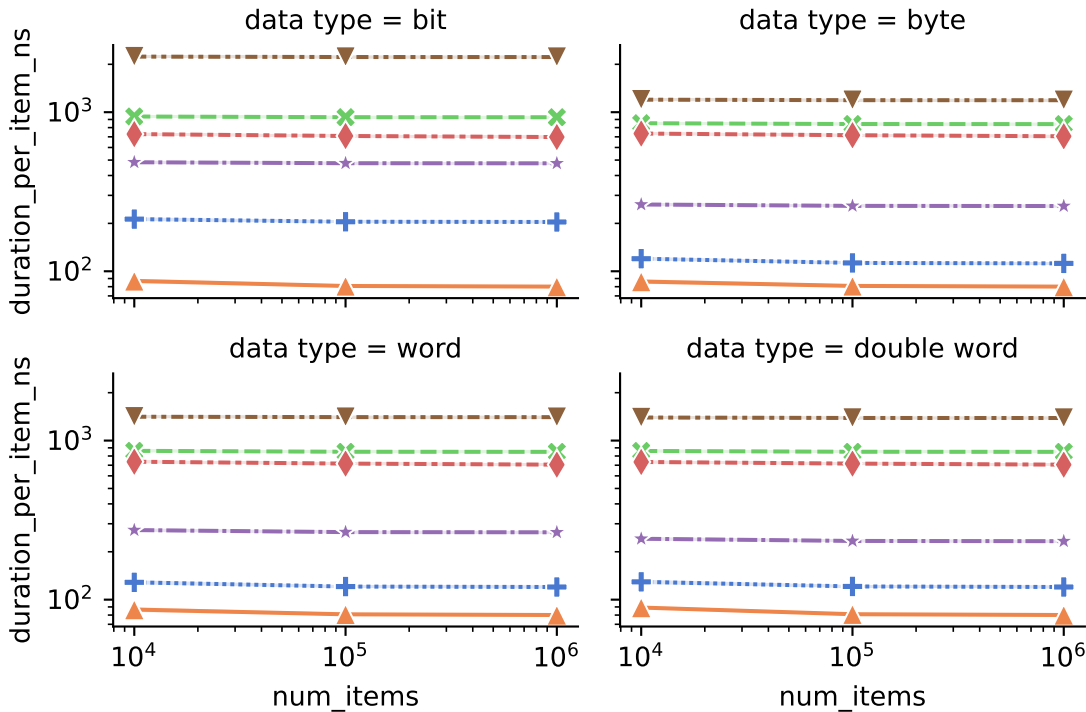 data type = bit
data type = byte
duration_per_item_ns
10³
10²
data type = word
data type = double word
duration_per_item_ns
10³
10²
10⁴ 10⁵ 10⁶
10⁴ 10⁵ 10⁶
num_items
num_items